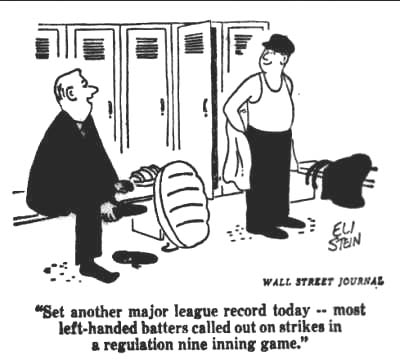 ELI
STEIN
WALL STREET JOURNAL
"Set another major league record today -- most
left-handed batters called out on strikes in
a regulation nine inning game."